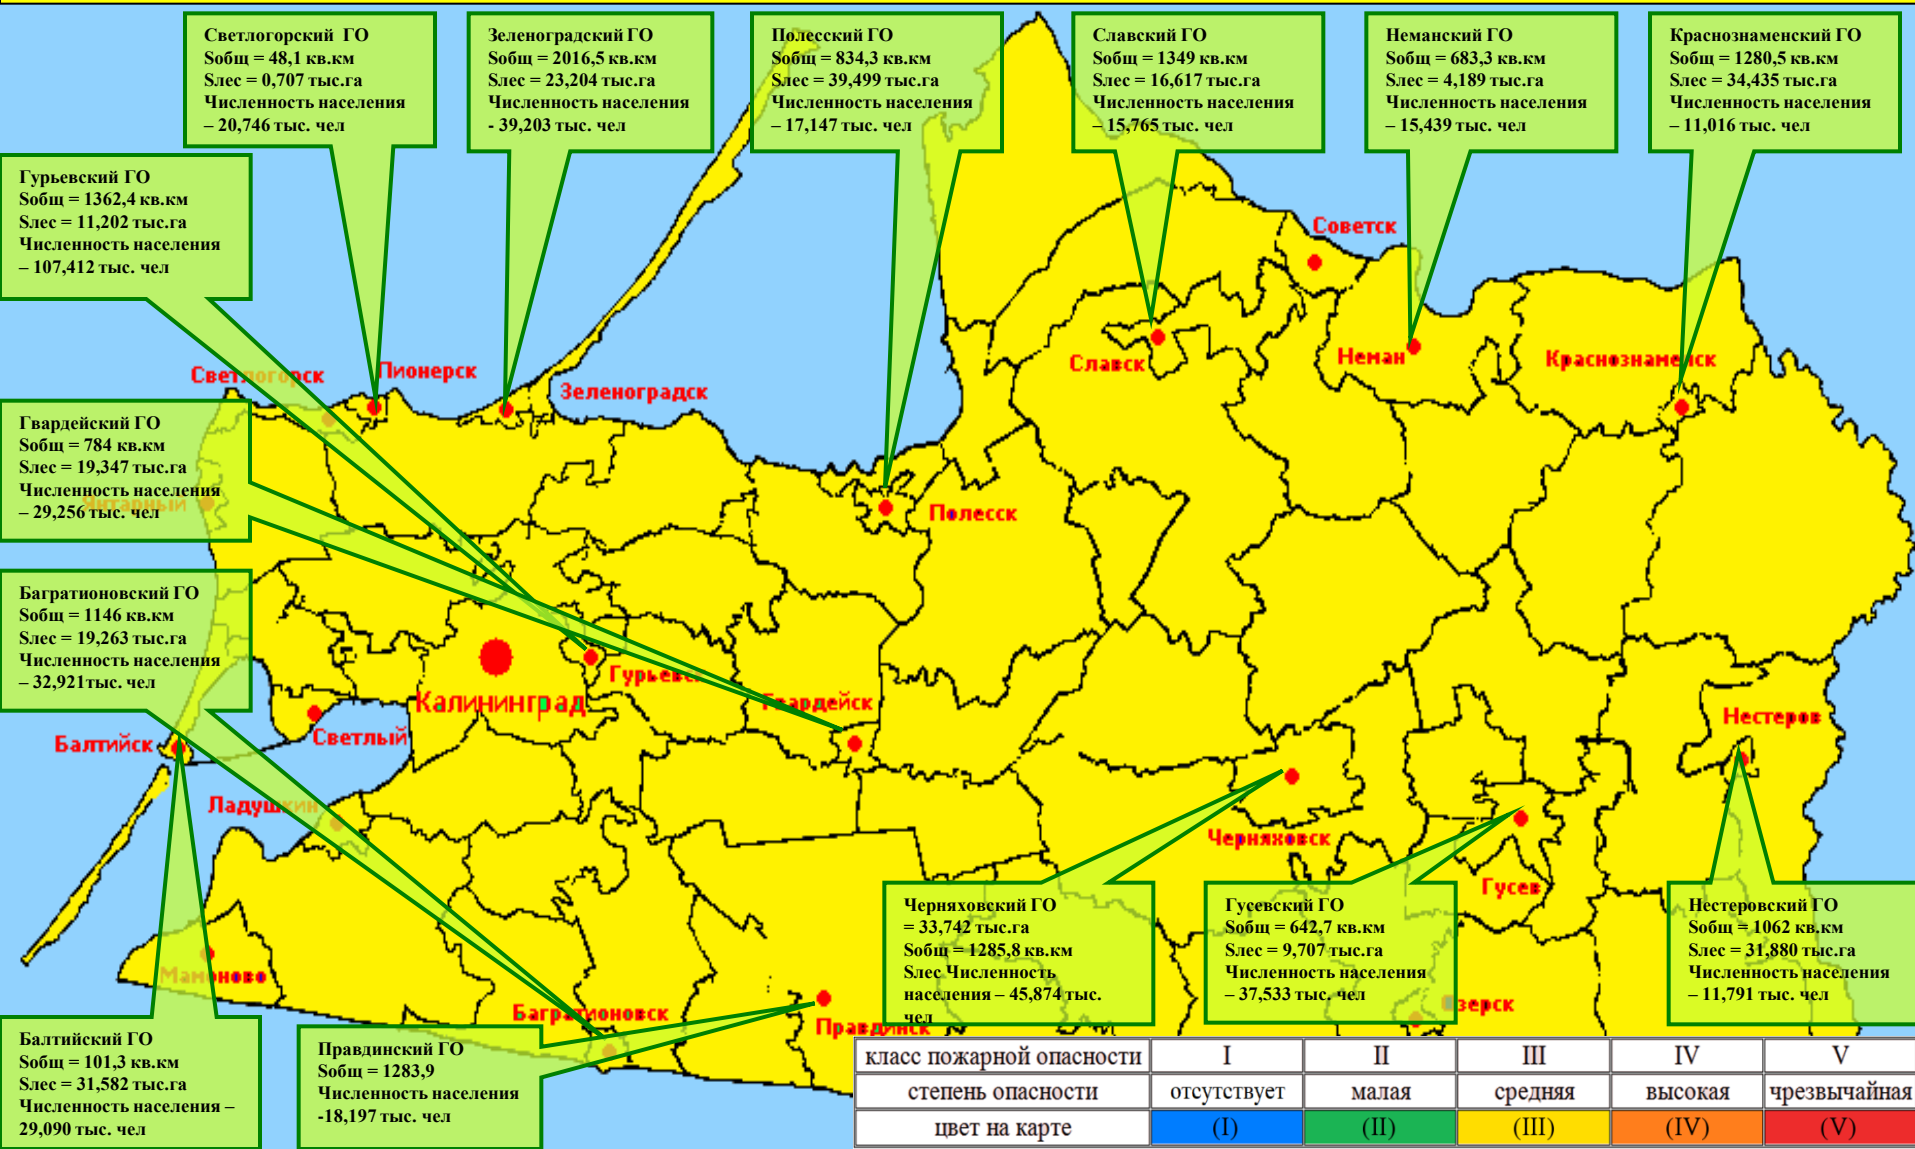 Светлогорский ГО
Sобщ = 48,1 кв.км
Sлес = 0,707 тыс.га
Численность населения
– 20,746 тыс. чел
Зеленоградский ГО
Sобщ = 2016,5 кв.км
Sлес = 23,204 тыс.га
Численность населения
- 39,203 тыс. чел
Полесский ГО
Sобщ = 834,3 кв.км
Sлес = 39,499 тыс.га
Численность населения
– 17,147 тыс. чел
Славский ГО
Sобщ = 1349 кв.км
Sлес = 16,617 тыс.га
Численность населения
– 15,765 тыс. чел
Неманский ГО
Sобщ = 683,3 кв.км
Sлес = 4,189 тыс.га
Численность населения
– 15,439 тыс. чел
Краснознаменский ГО
Sобщ = 1280,5 кв.км
Sлес = 34,435 тыс.га
Численность населения
– 11,016 тыс. чел
Гурьевский ГО
Sобщ = 1362,4 кв.км
Sлес = 11,202 тыс.га
Численность населения
– 107,412 тыс. чел
Советск
Славск
Неман
Краснознаменск
Светлогорск
Пионерск
Зеленоградск
Гвардейский ГО
Sобщ = 784 кв.км
Sлес = 19,347 тыс.га
Численность населения
– 29,256 тыс. чел
Янтарный
Полесск
Багратионовский ГО
Sобщ = 1146 кв.км
Sлес = 19,263 тыс.га
Численность населения
– 32,921тыс. чел
Гурьевск
Калининград
Гвардейск
Нестеров
Балтийск
Светлый
Ладушкин
Черняховск
Гусев
Мамоново
Багратионовск
Правдинск
Озерск
Черняховский ГО
= 33,742 тыс.га
Sобщ = 1285,8 кв.км
Sлес Численность
населения – 45,874 тыс.
чел
Гусевский ГО
Sобщ = 642,7 кв.км
Sлес = 9,707 тыс.га
Численность населения
– 37,533 тыс. чел
Нестеровский ГО
Sобщ = 1062 кв.км
Sлес = 31,880 тыс.га
Численность населения
– 11,791 тыс. чел
Балтийский ГО
Sобщ = 101,3 кв.км
Sлес = 31,582 тыс.га
Численность населения –
29,090 тыс. чел
Правдинский ГО
Sобщ = 1283,9
Численность населения
-18,197 тыс. чел
класс пожарной опасности I II III IV V
степень опасности отсутствует малая средняя высокая чрезвычайная
цвет на карте (I) (II) (III) (IV) (V)